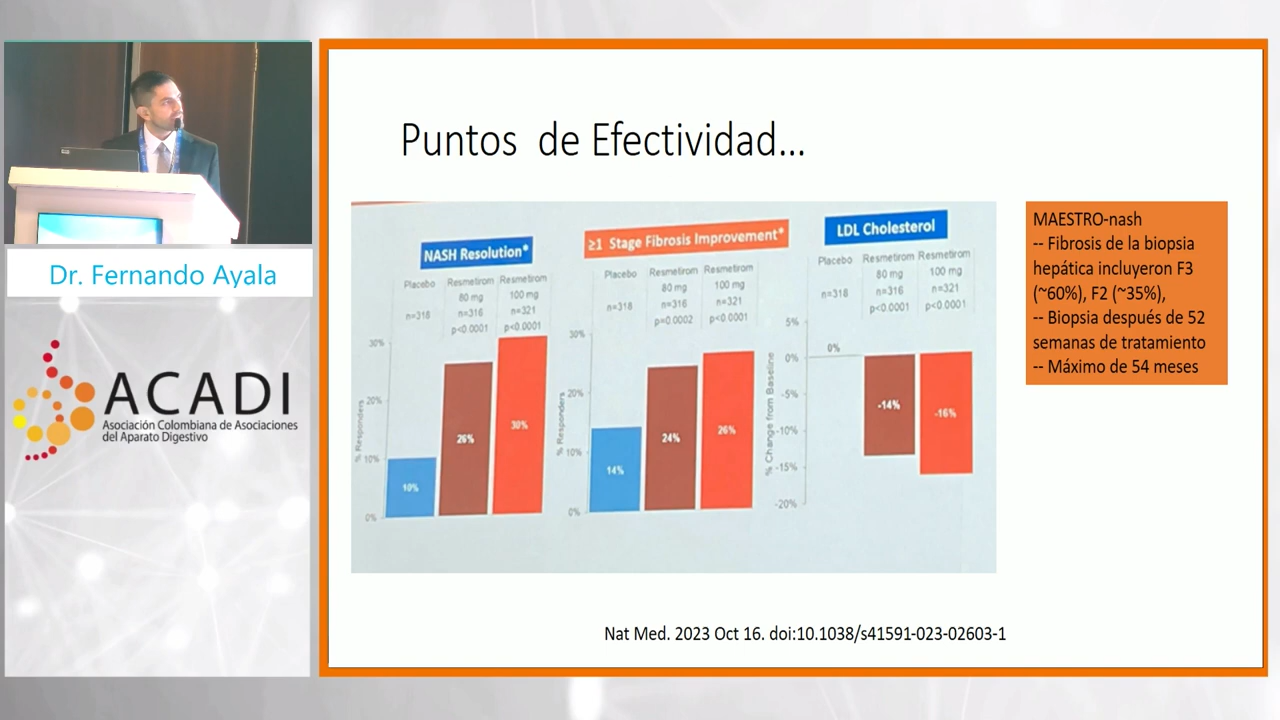 Puntos de Efectividad...
Dr. Fernando Ayala
ACADI
Asociación Colombiana de Asociaciones
del Aparato Digestivo
NASH Resolution*
Placebo
n=318
Resmetirom
80 mg
n=316
p<0.0001
Resmetirom
100 mg
n=321
p<0.0001
% Responders
30%
20%
10%
0%
10%
26%
30%
≥1 Stage Fibrosis Improvement*
Placebo
n=318
Resmetirom
80 mg
n=316
p=0.0002
Resmetirom
100 mg
n=321
p<0.0001
% Responders
30%
20%
10%
0%
14%
24%
26%
LDL Cholesterol
Placebo
n=318
Resmetirom
80 mg
n=316
p<0.0001
Resmetirom
100 mg
n=321
p<0.0001
% Change from Baseline
5%
0%
-5%
-10%
-15%
-20%
0%
-14%
-16%
MAESTRO-nash
-- Fibrosis de la biopsia
hepática incluyeron F3
(~60%), F2 (~35%),
-- Biopsia después de 52
semanas de tratamiento
-- Máximo de 54 meses
Nat Med. 2023 Oct 16. doi:10.1038/s41591-023-02603-1